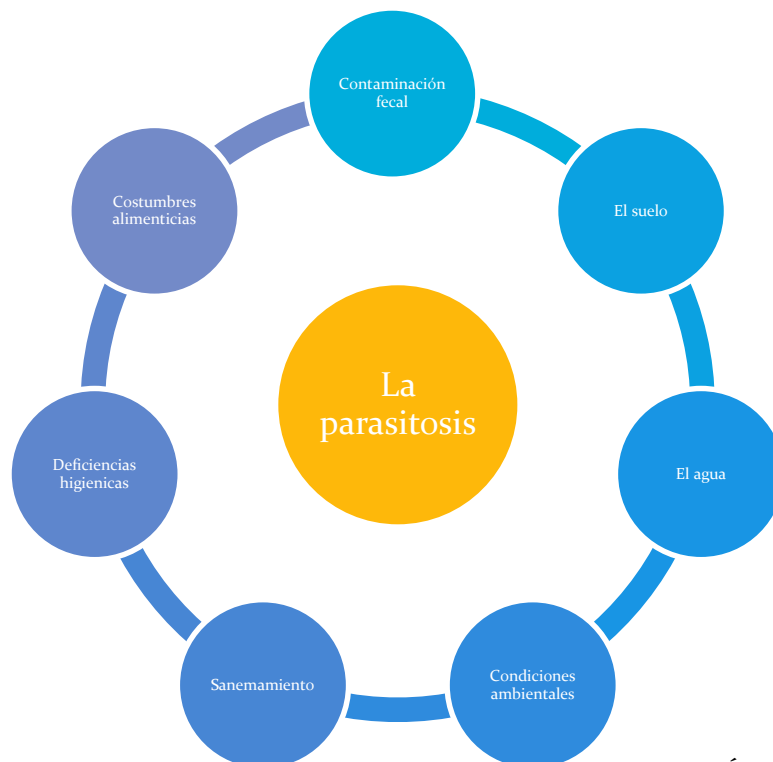 Contaminación
fecal
El suelo
El agua
Condiciones
ambientales
Sanemamiento
Deficiencias
higienicas
Costumbres
alimenticias
La
parasitosis